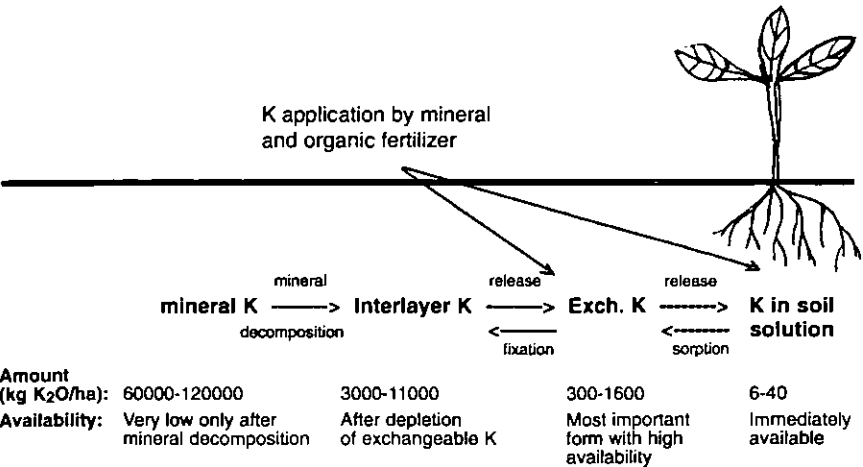 K application by mineral
and organic fertilizer
mineral release release
mineral K Interlayer K Exch. K K in soil
solution
decomposition fixation sorption
Amount
(kg K2O/ha): 60000-120000 3000-11000 300-1600 6-40
Availability: Very low only after After depletion Most important Immediately
mineral decomposition of exchangeable K form with high available
availability